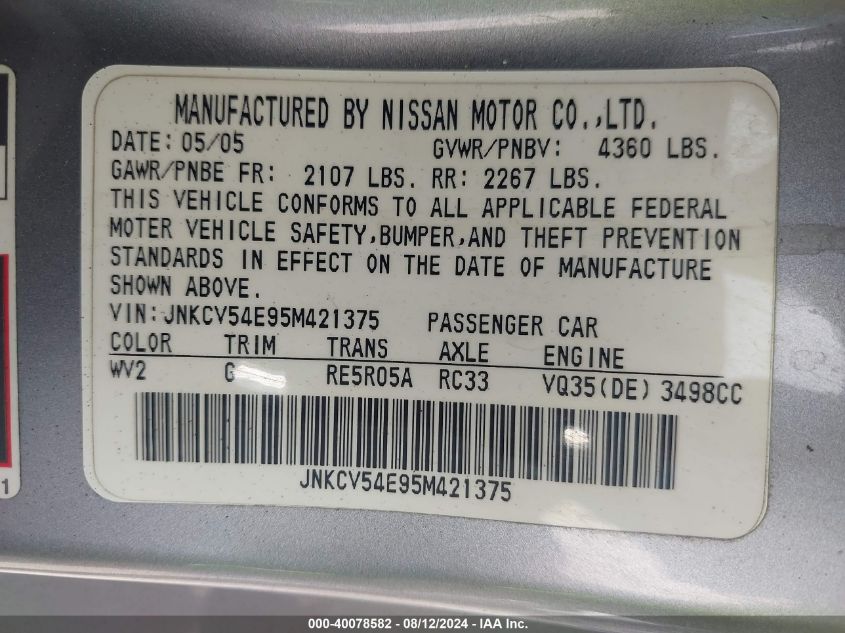 MANUFACTURED BY NISSAN MOTOR CO.,LTD.
DATE: 05/05 GVWR/PNBV: 4360 LBS.
GAWR/PNBE FR: 2107 LBS. RR: 2267 LBS.
THIS VEHICLE CONFORMS TO ALL APPLICABLE FEDERAL
MOTER VEHICLE SAFETY,BUMPER,AND THEFT PREVENTION
STANDARDS IN EFFECT ON THE DATE OF MANUFACTURE
SHOWN ABOVE.
VIN:JNKCV54E95M421375 PASSENGER CAR
COLOR TRIM TRANS AXLE ENGINE
WV2 G RE5R05A RC33 VQ35(DE) 3498CC
JNKCV54E95M421375
1
000-40078582 - 08/12/2024 - IAA Inc.